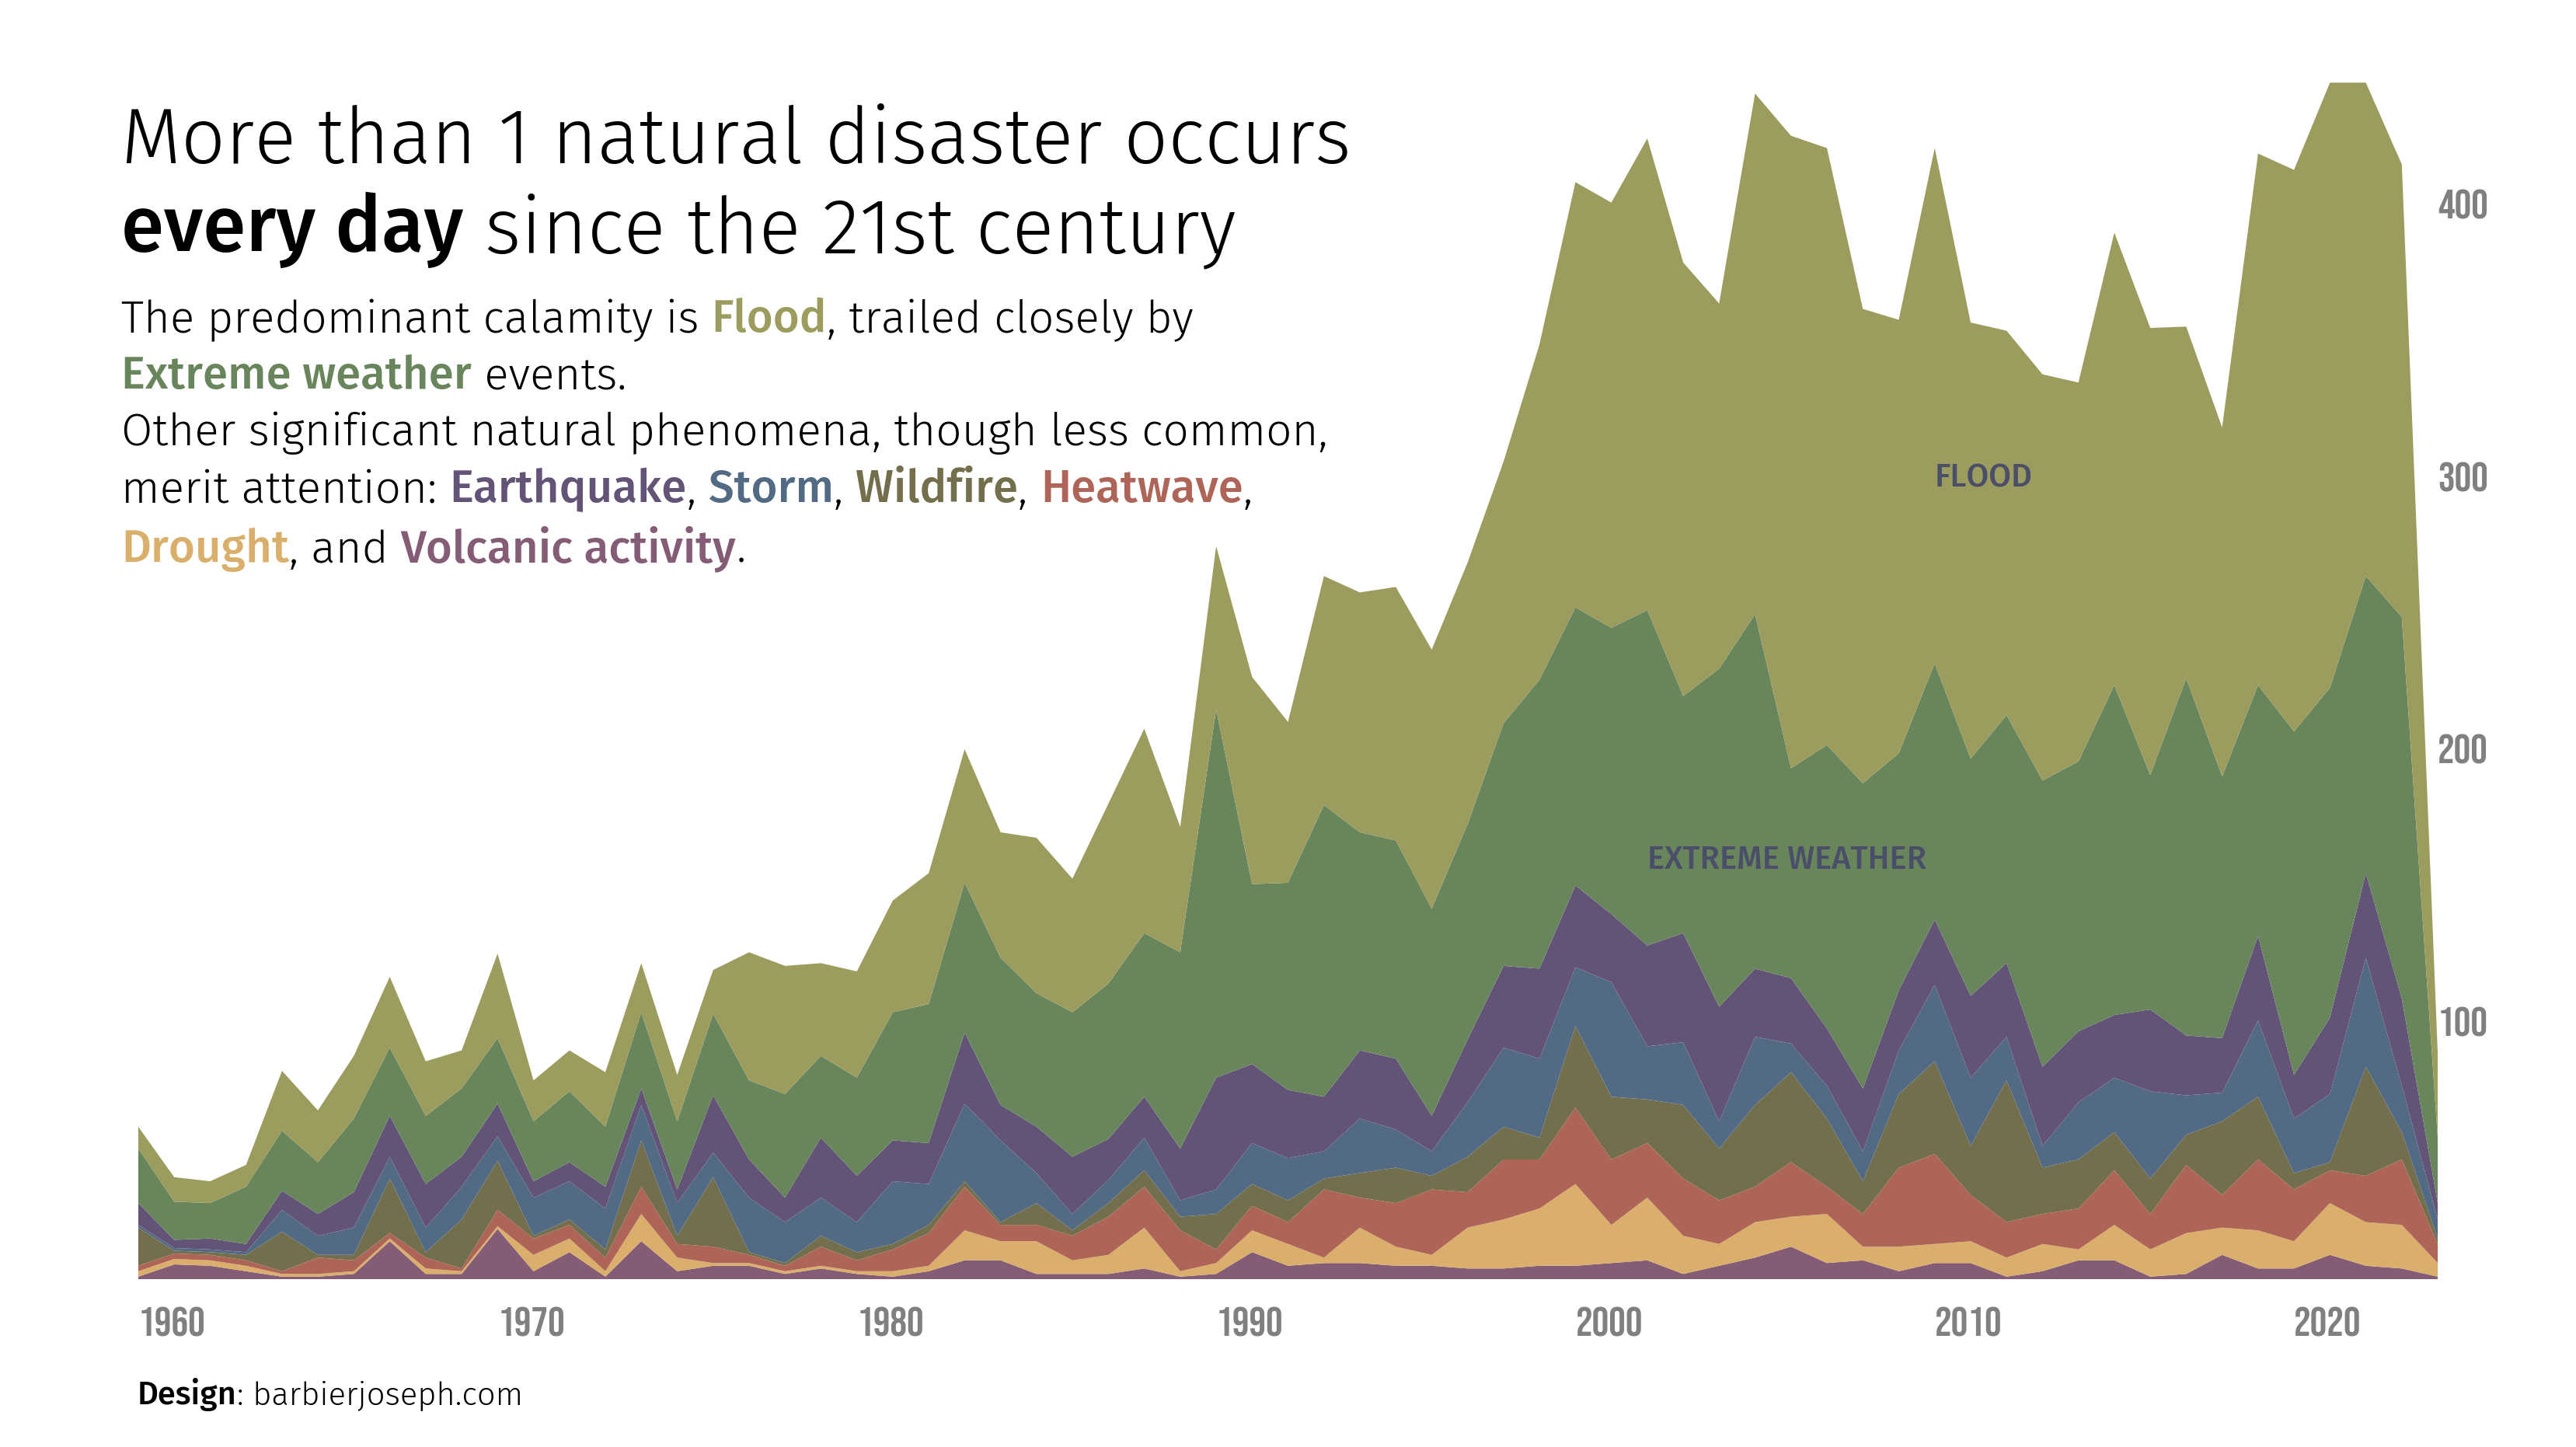 More than 1 natural disaster occurs
every day since the 21st century
The predominant calamity is Flood, trailed closely by
Extreme weather events.
Other significant natural phenomena, though less common,
merit attention: Earthquake, Storm, Wildfire, Heatwave,
Drought, and Volcanic activity.
400
300
FLOOD
200
EXTREME WEATHER
100
1960 1970 1980 1990 2000 2010 2020
Design: barbierjoseph.com